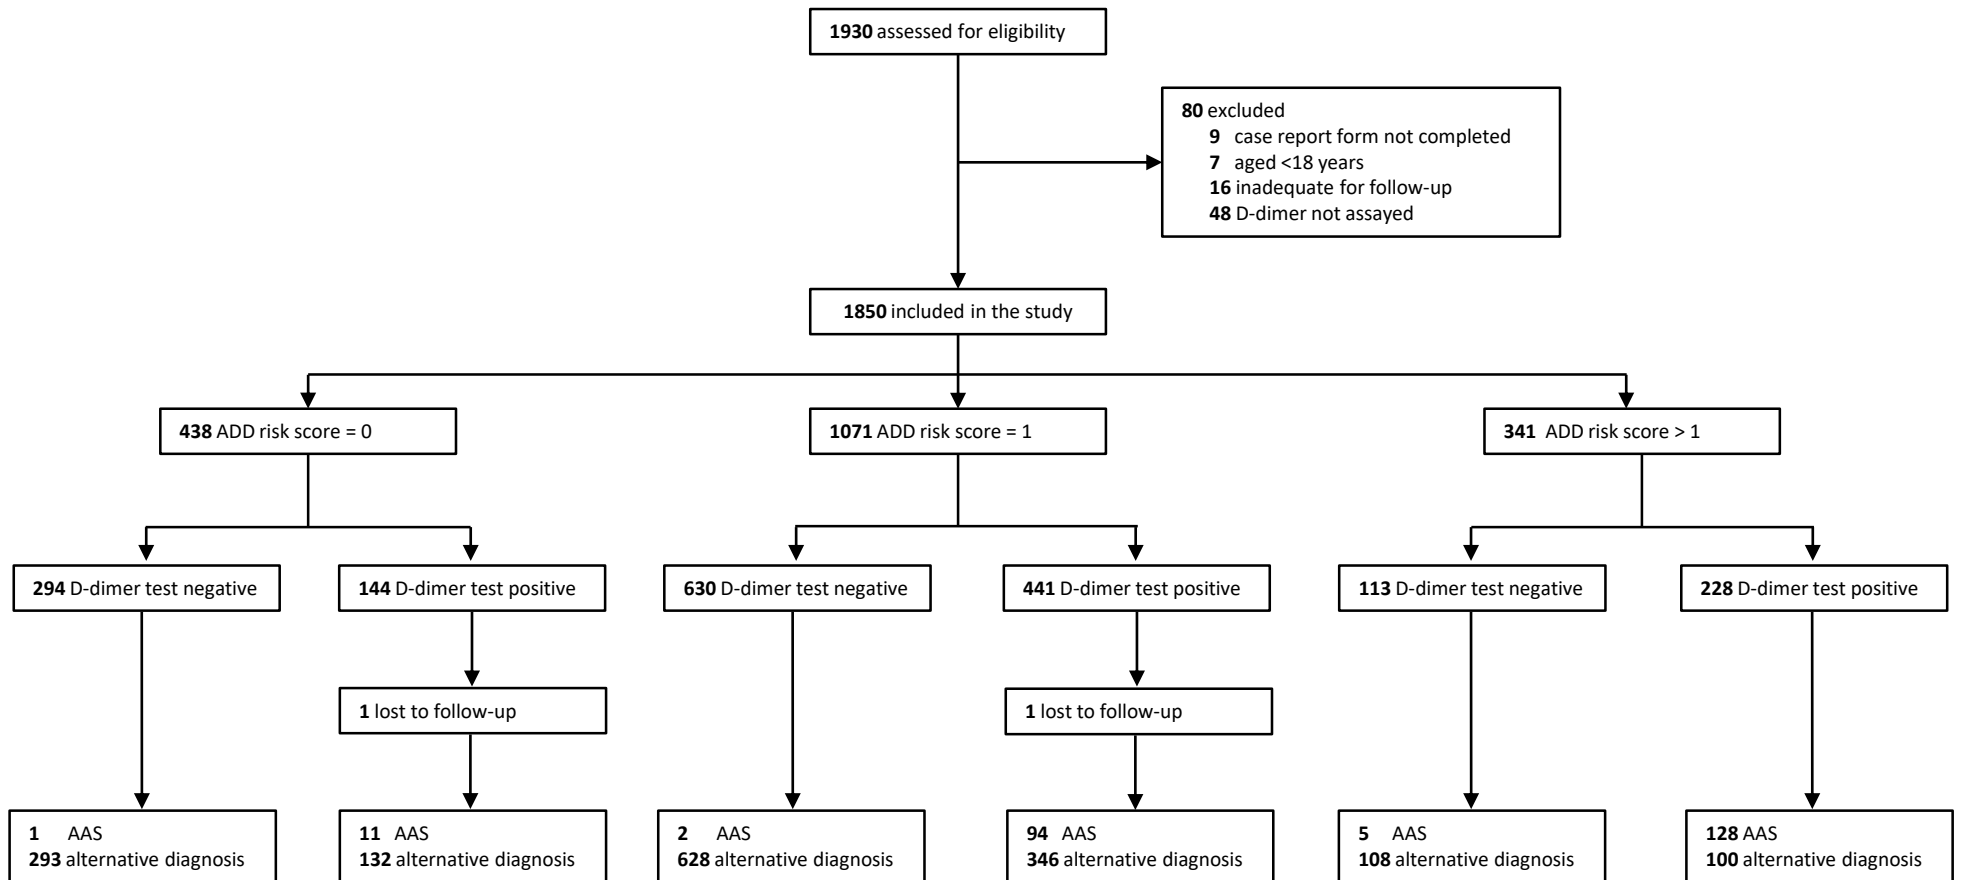 1930 assessed for eligibility
80 excluded
9 case report form not completed
7 aged <18 years
16 inadequate for follow-up
48 D-dimer not assayed
1850 included in the study
438 ADD risk score = 0
1071 ADD risk score = 1
341 ADD risk score > 1
294 D-dimer test negative
144 D-dimer test positive
630 D-dimer test negative
441 D-dimer test positive
113 D-dimer test negative
228 D-dimer test positive
1 lost to follow-up
1 lost to follow-up
1 AAS
293 alternative diagnosis
11 AAS
132 alternative diagnosis
2 AAS
628 alternative diagnosis
94 AAS
346 alternative diagnosis
5 AAS
108 alternative diagnosis
128 AAS
100 alternative diagnosis